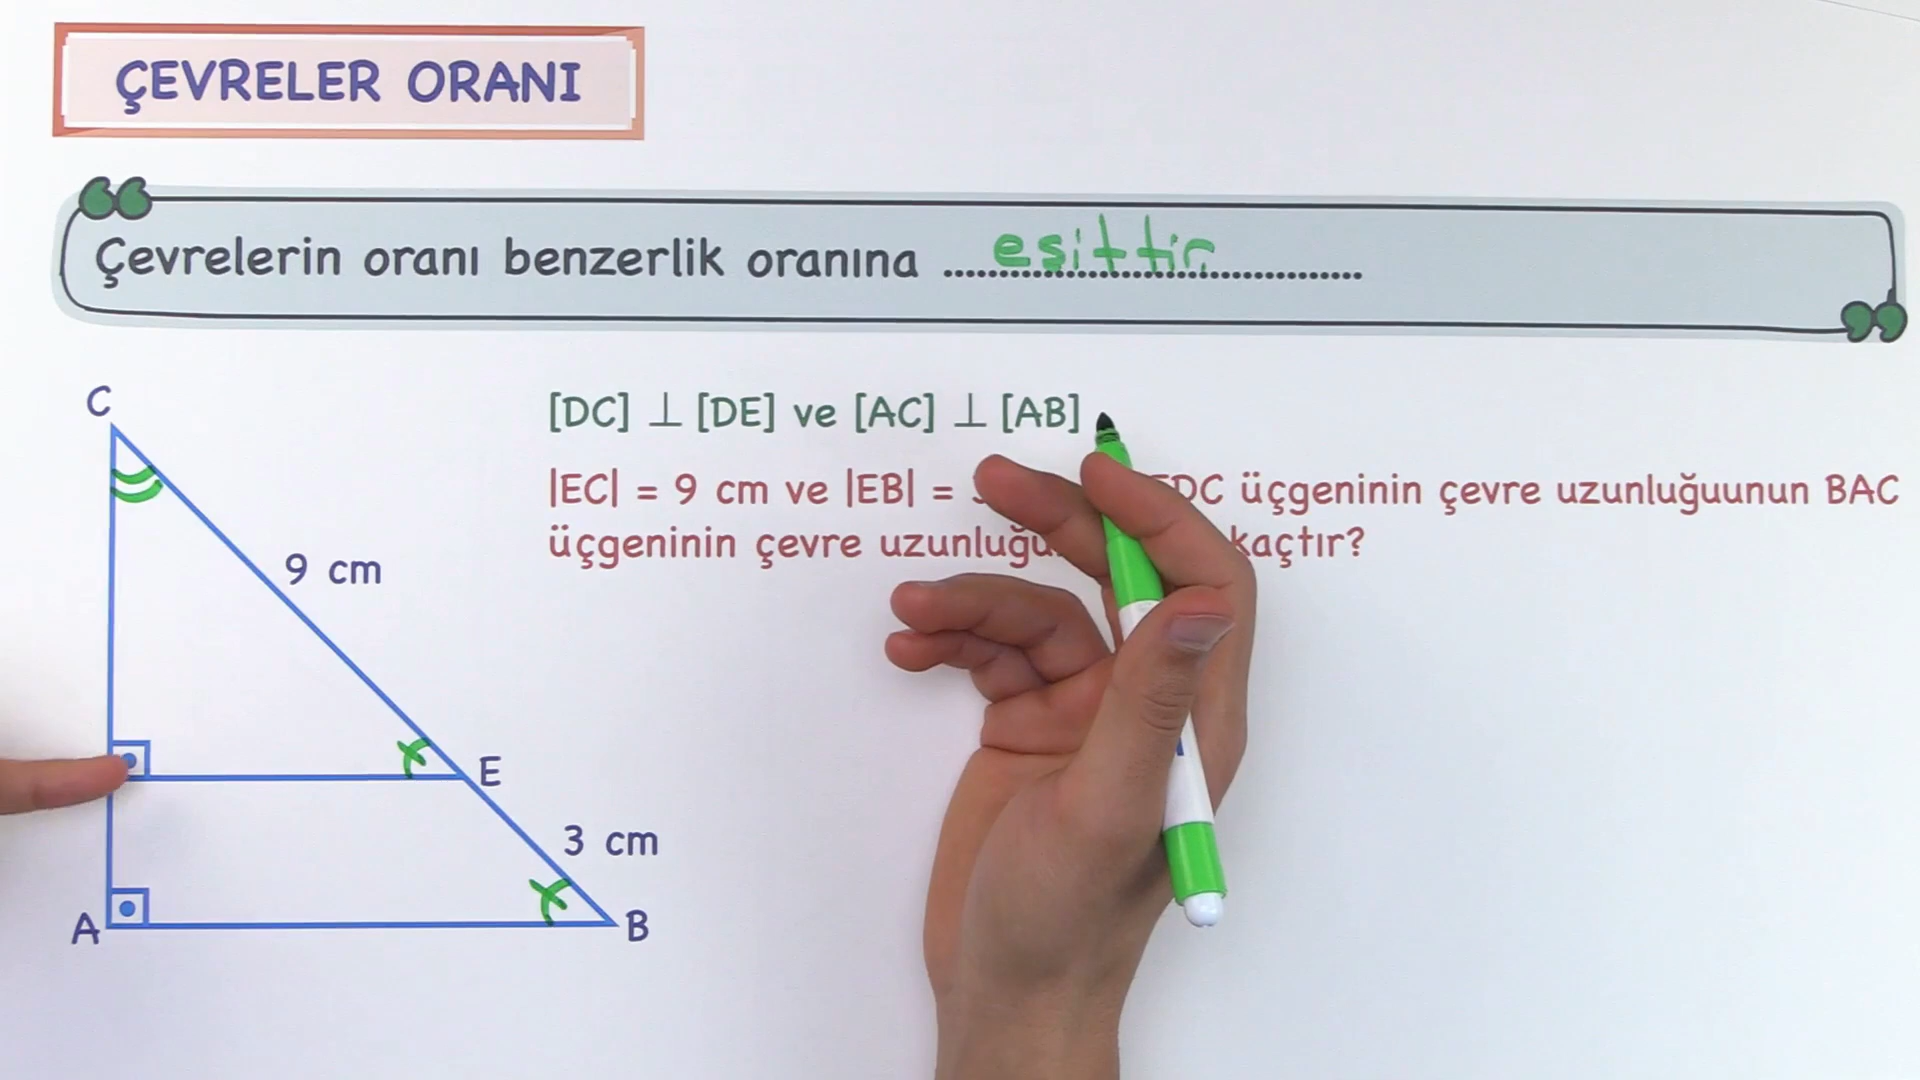 ÇEVRELER ORANI
Çevrelerin oranı benzerlik oranına eşittir
[DC] ⊥ [DE] ve [AC] ⊥ [AB]
|EC| = 9 cm ve |EB| = EDC üçgeninin çevre uzunluğuunun BAC
üçgeninin çevre kaçtır?
C
9 cm
E
3 cm
A
B